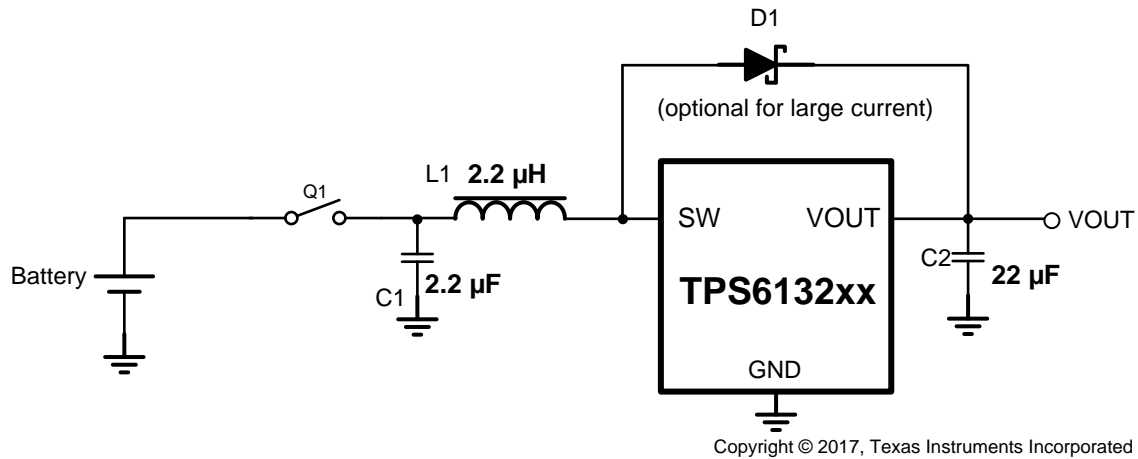 D1
(optional for large current)
L1 2.2 µH
Q1
SW VOUT
VOUT
Battery
C1 2.2 µF
TPS6132xx
C2 22 µF
GND
Copyright © 2017, Texas Instruments Incorporated